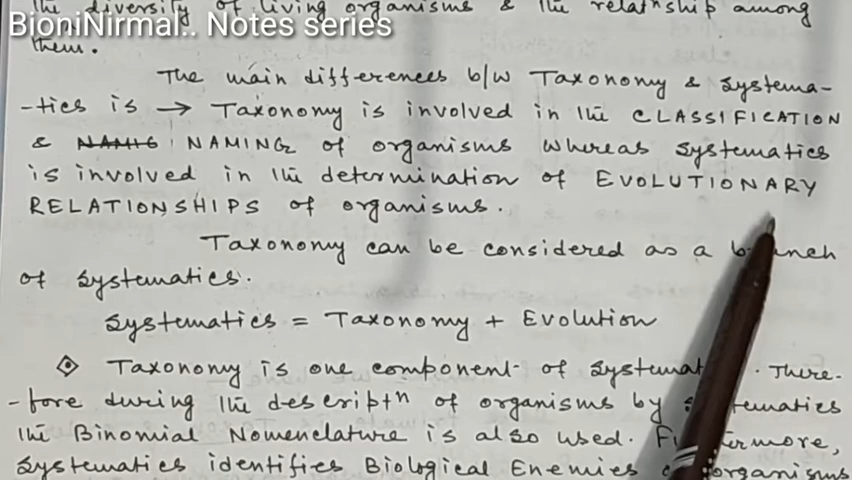 the diversity of living organisms & the relatnship among
BioniNirmal.. Notes series
them.
The main differences b/w Taxonomy & Systema-
-tics is → Taxonomy is involved in the CLASSIFICATION
& NAMING of organisms whereas Systematics
is involved in the determination of EVOLUTIONARY
RELATIONSHIPS of organisms.
Taxonomy can be considered as a
of Systematics.
Systematics = Taxonomy + Evolution
Taxonomy is one component of . There-
-fore during the descriptn of organisms by
the Binomial Nomenclature is also used.
Systematics identifies Biological Enemies organisms